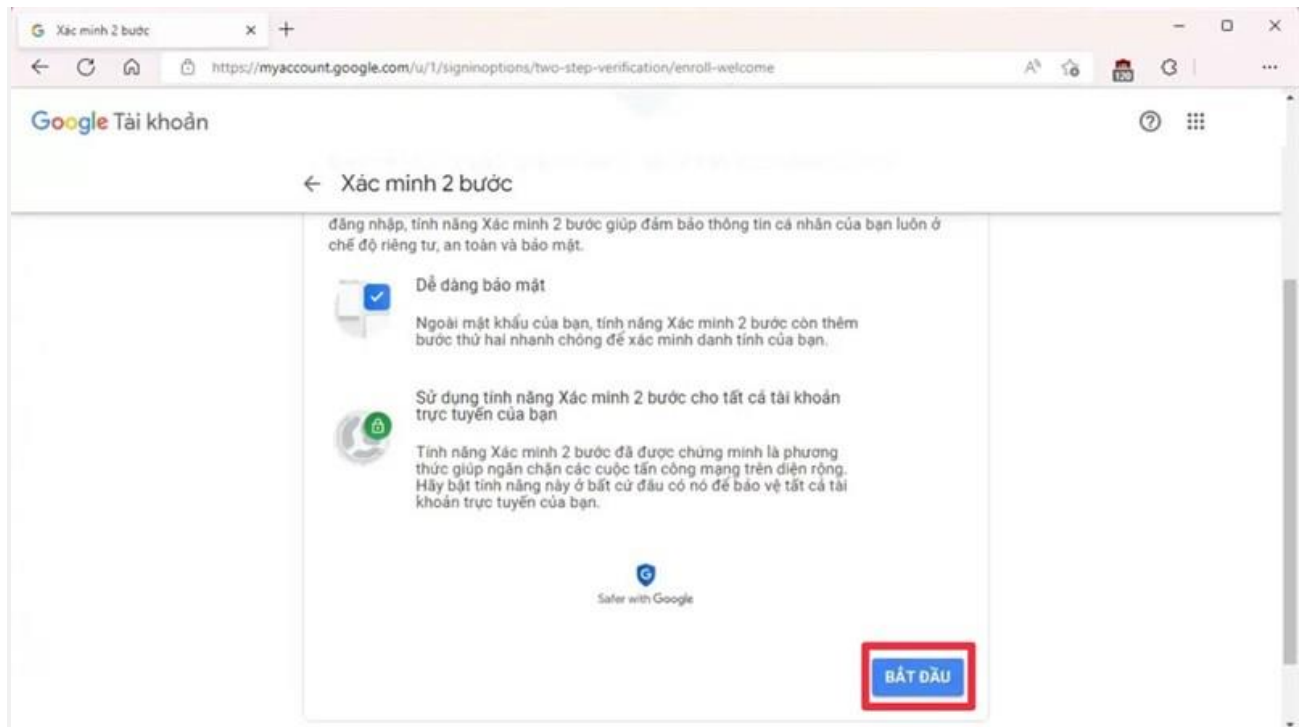 Xác minh 2 bước
https://myaccount.google.com/u/1/signinoptions/two-step-verification/enroll-welcome
120
Google Tài khoản
Xác minh 2 bước
đăng nhập, tính năng Xác minh 2 bước giúp đảm bảo thông tin cá nhân của bạn luôn ở
chế độ riêng tư, an toàn và bảo mật.
Dễ dàng bảo mật
Ngoài mật khẩu của bạn, tính năng Xác minh 2 bước còn thêm
bước thứ hai nhanh chóng để xác minh danh tính của bạn.
Sử dụng tính năng Xác minh 2 bước cho tất cả tài khoản
trực tuyến của bạn
Tính năng Xác minh 2 bước đã được chứng minh là phương
thức giúp ngăn chặn các cuộc tấn công mạng trên diện rộng.
Hãy bật tính năng này ở bất cứ đâu có nó để bảo vệ tất cả tài
khoản trực tuyến của bạn.
Safer with Google
BẮT ĐẦU